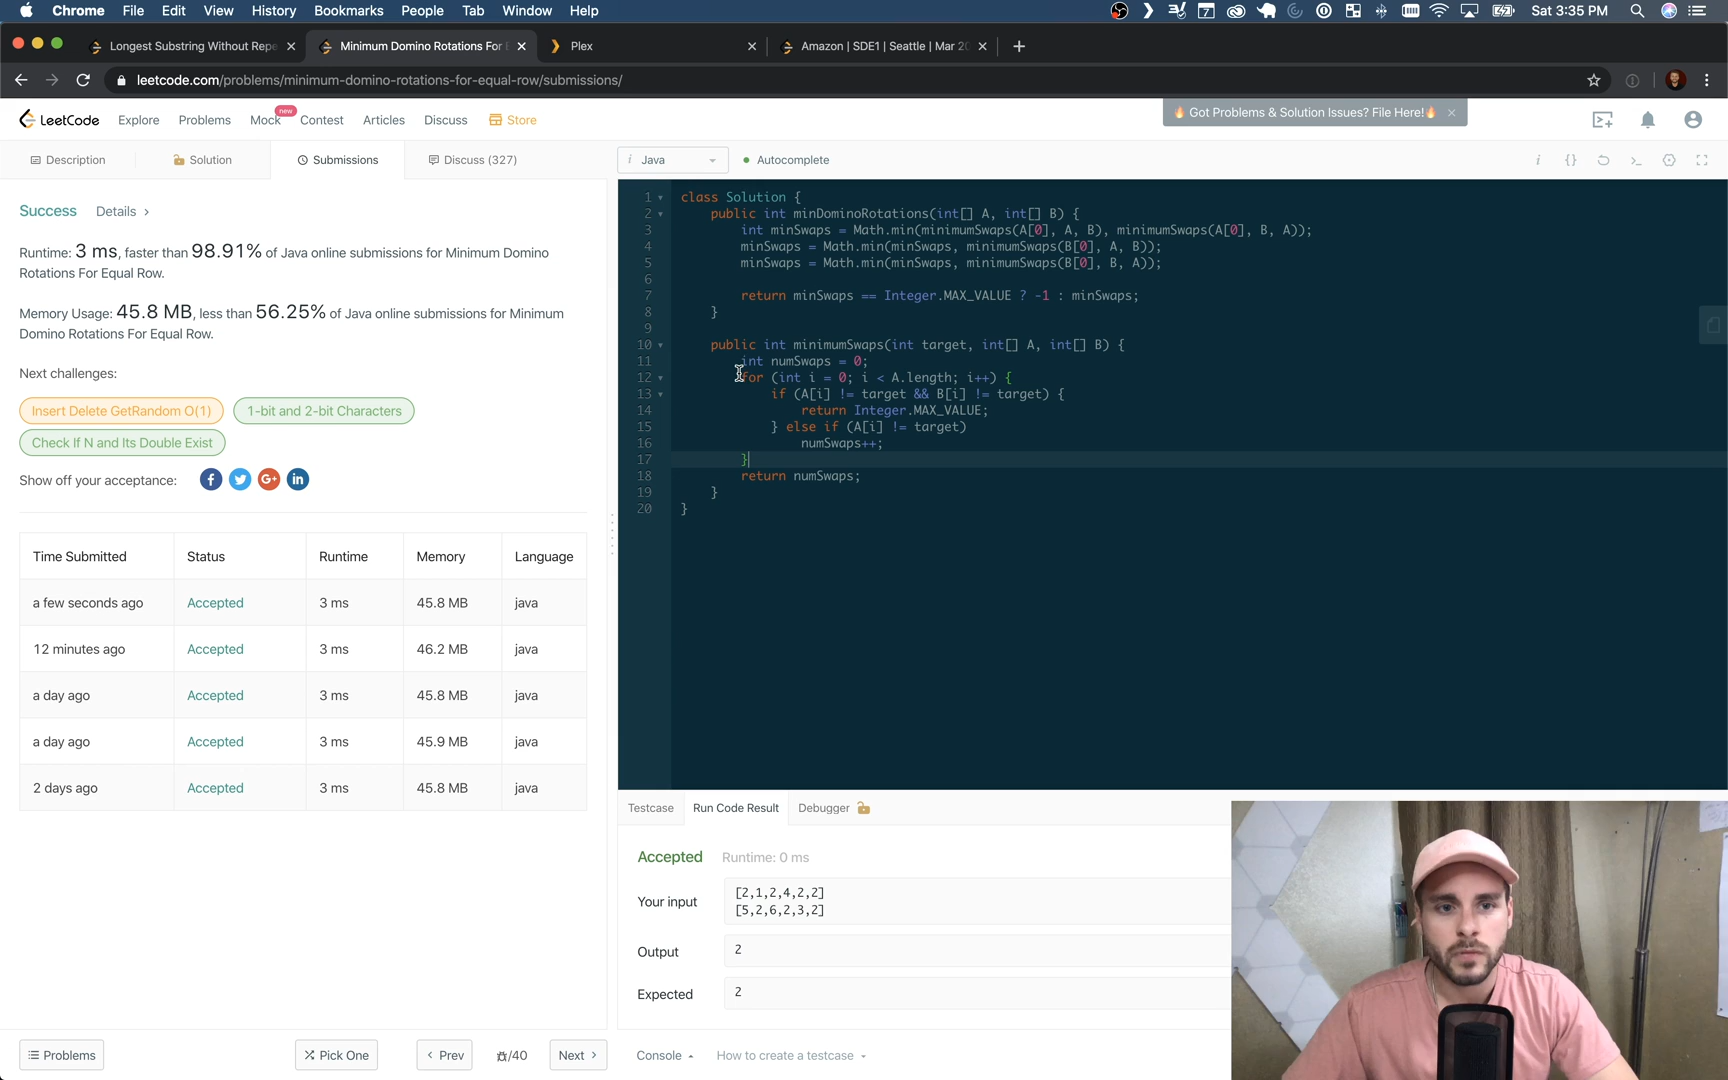 Chrome File Edit View History Bookmarks People Tab Window Help
Sat 3:35 PM
Longest Substring Without Repe
Minimum Domino Rotations For
Plex
Amazon | SDE1 | Seattle | Mar 20
leetcode.com/problems/minimum-domino-rotations-for-equal-row/submissions/
LeetCode Explore Problems Mock new Contest Articles Discuss Store
🔥 Got Problems & Solution Issues? File Here!🔥
Description Solution Submissions Discuss (327)
i Java Autocomplete
Success Details >
Runtime: 3 ms, faster than 98.91% of Java online submissions for Minimum Domino
Rotations For Equal Row.
Memory Usage: 45.8 MB, less than 56.25% of Java online submissions for Minimum
Domino Rotations For Equal Row.
Next challenges:
Insert Delete GetRandom O(1) 1-bit and 2-bit Characters
Check If N and Its Double Exist
Show off your acceptance:
Time Submitted Status Runtime Memory Language
a few seconds ago Accepted 3 ms 45.8 MB java
12 minutes ago Accepted 3 ms 46.2 MB java
a day ago Accepted 3 ms 45.8 MB java
a day ago Accepted 3 ms 45.9 MB java
2 days ago Accepted 3 ms 45.8 MB java
Problems Pick One < Prev /40 Next >
1 class Solution {
2 public int minDominoRotations(int[] A, int[] B) {
3 int minSwaps = Math.min(minimumSwaps(A[0], A, B), minimumSwaps(A[0], B, A));
4 minSwaps = Math.min(minSwaps, minimumSwaps(B[0], A, B));
5 minSwaps = Math.min(minSwaps, minimumSwaps(B[0], B, A));
6
7 return minSwaps == Integer.MAX_VALUE ? -1 : minSwaps;
8 }
9
10 public int minimumSwaps(int target, int[] A, int[] B) {
11 int numSwaps = 0;
12 for (int i = 0; i < A.length; i++) {
13 if (A[i] != target && B[i] != target) {
14 return Integer.MAX_VALUE;
15 } else if (A[i] != target)
16 numSwaps++;
17 }
18 return numSwaps;
19 }
20 }
Testcase Run Code Result Debugger
Accepted Runtime: 0 ms
Your input
[2,1,2,4,2,2]
[5,2,6,2,3,2]
Output 2
Expected 2
Console How to create a testcase